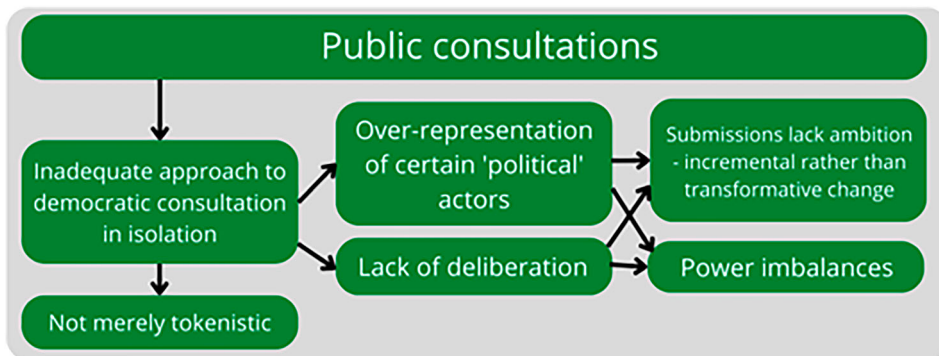 Public consultations
Inadequate approach to
democratic consultation
in isolation
Not merely tokenistic
Over-representation
of certain 'political'
actors
Lack of deliberation
Submissions lack ambition
- incremental rather than
transformative change
Power imbalances